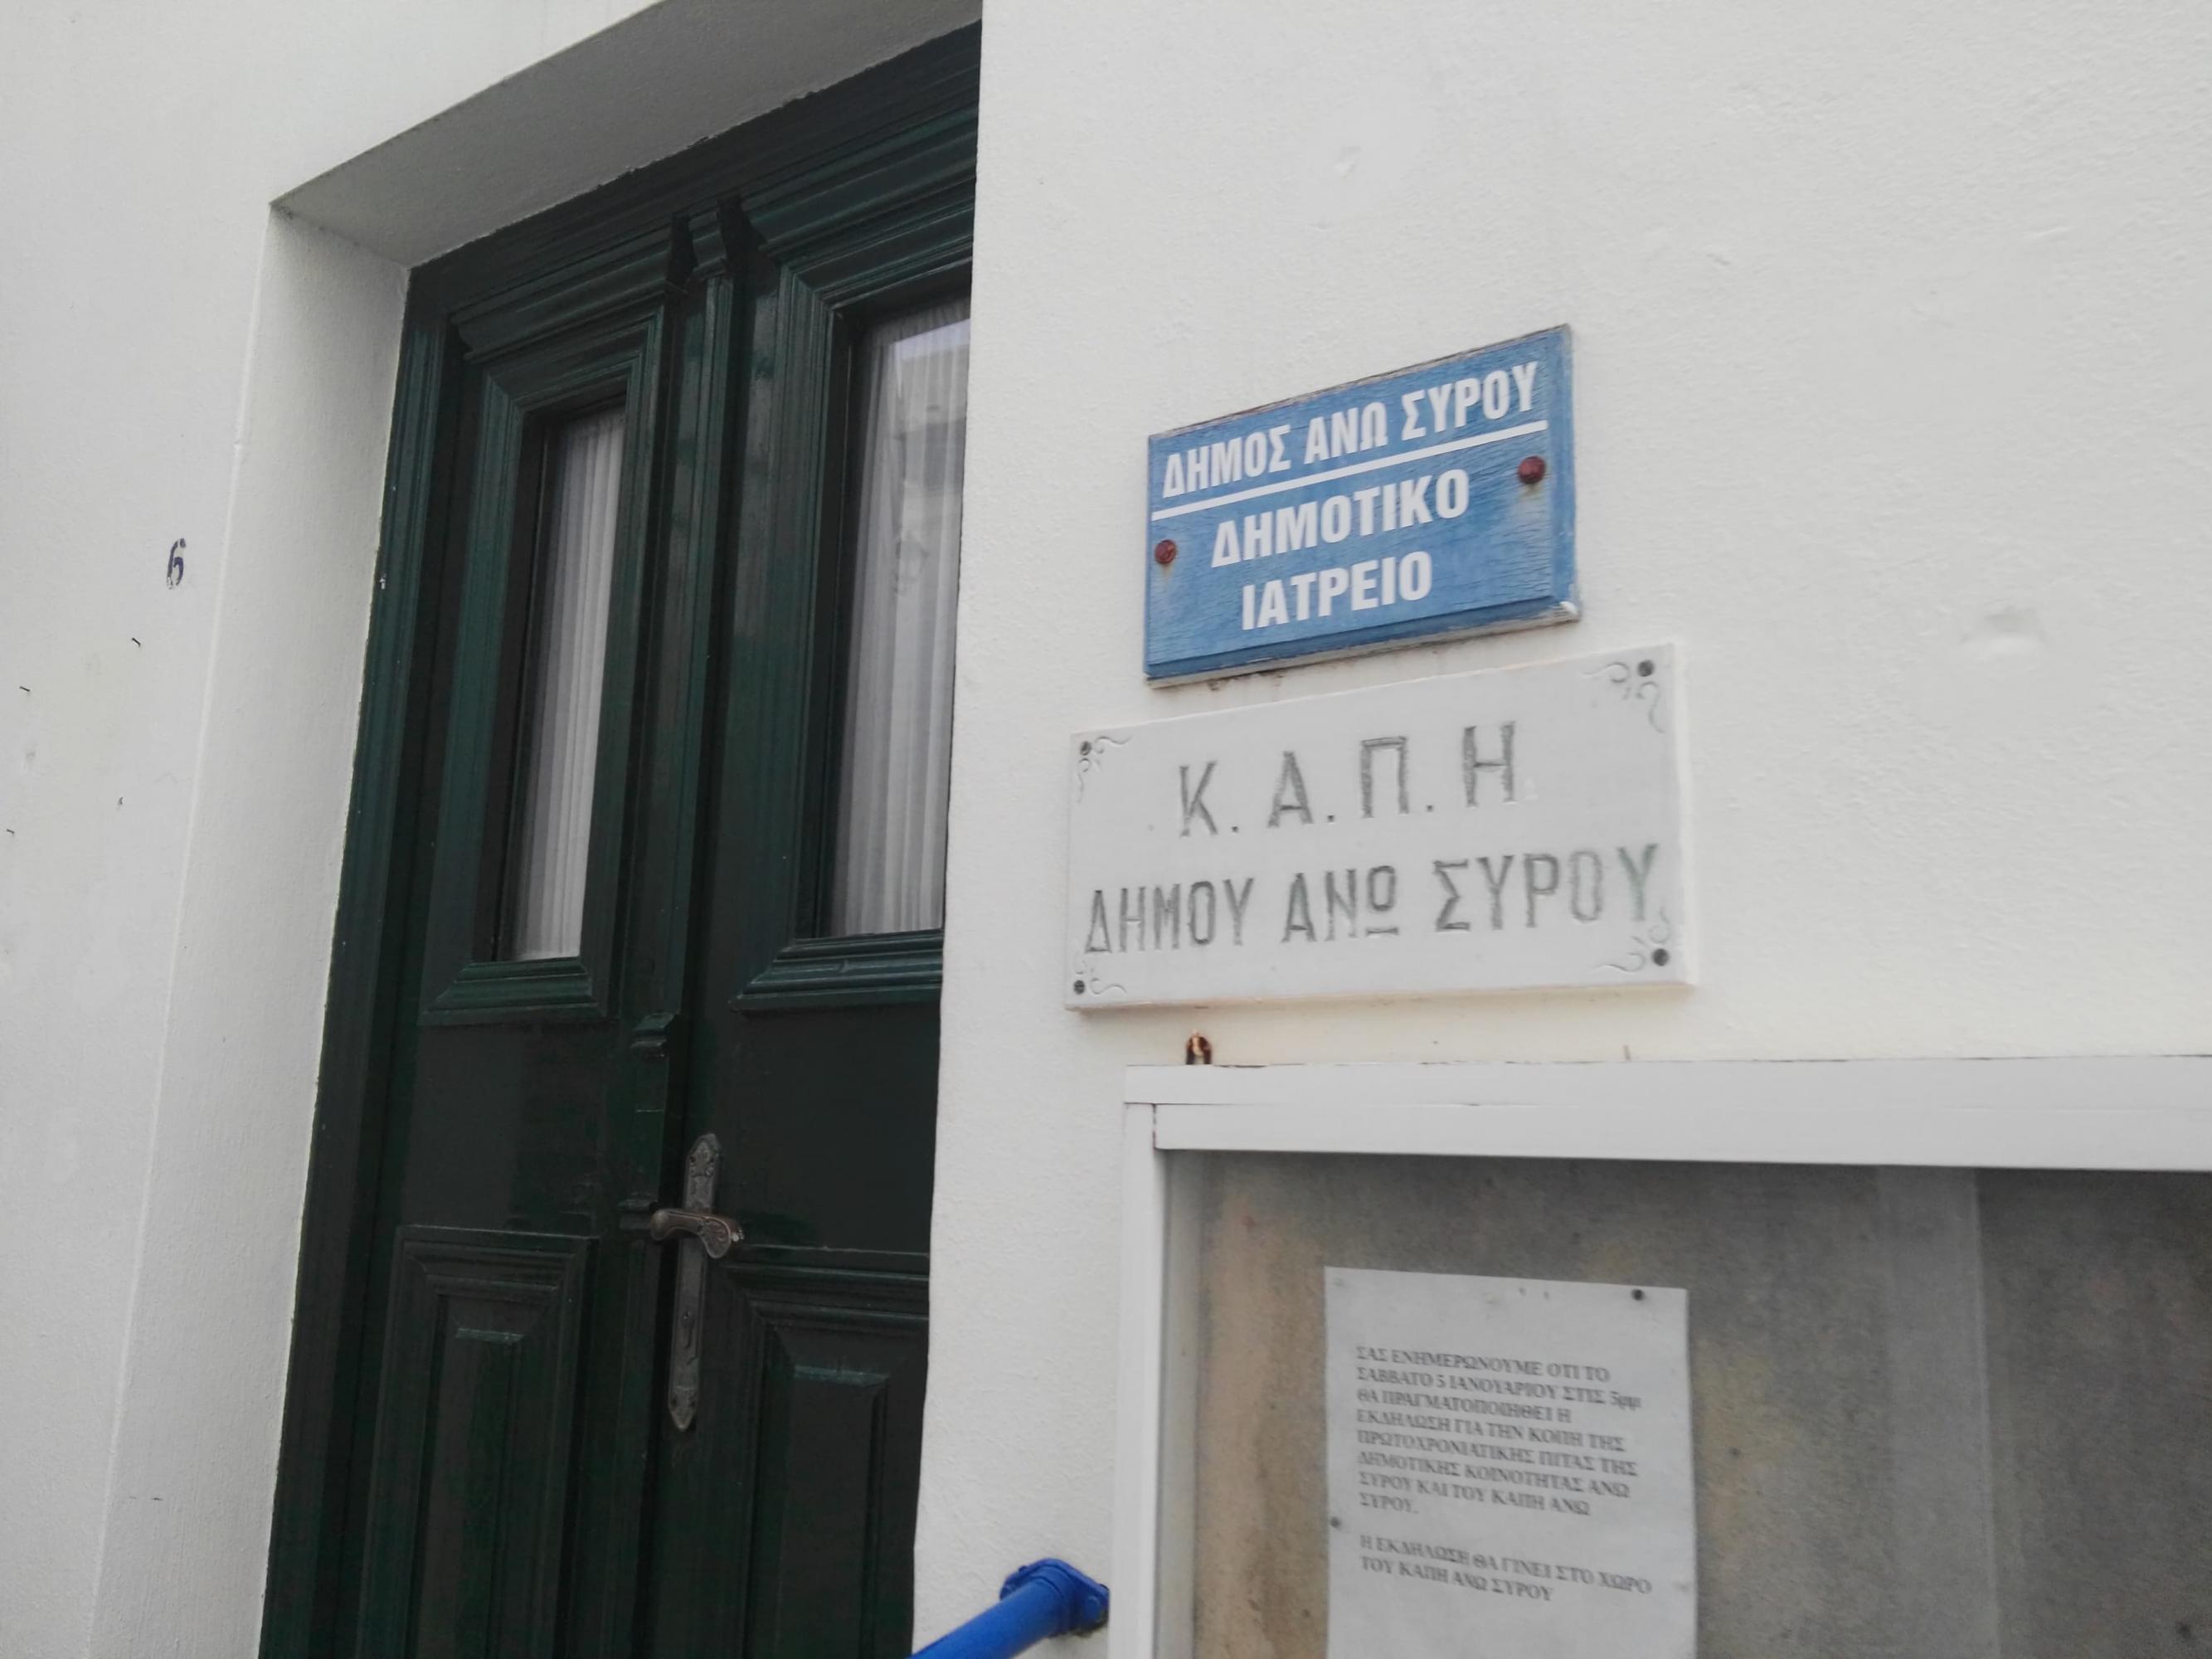 6
ΔΗΜΟΣ ΑΝΩ ΣΥΡΟΥ
ΔΗΜΟΤΙΚΟ
ΙΑΤΡΕΙΟ
Κ. Α. Π. Η
ΔΗΜΟΥ ΑΝΩ ΣΥΡΟΥ
ΣΑΣ ΕΝΗΜΕΡΩΝΟΥΜΕ ΟΤΙ ΤΟ
ΣΑΒΒΑΤΟ 5 ΙΑΝΟΥΑΡΙΟΥ ΣΤΙΣ 5μμ
ΘΑ ΠΡΑΓΜΑΤΟΠΟΙΗΘΕΙ Η
ΕΚΔΗΛΩΣΗ ΓΙΑ ΤΗΝ ΚΟΠΗ ΤΗΣ
ΠΡΩΤΟΧΡΟΝΙΑΤΙΚΗΣ ΠΙΤΑΣ ΤΗΣ
ΔΗΜΟΤΙΚΗΣ ΚΟΙΝΟΤΗΤΑΣ ΑΝΩ
ΣΥΡΟΥ ΚΑΙ ΤΟΥ ΚΑΠΗ ΑΝΩ
ΣΥΡΟΥ.
Η ΕΚΔΗΛΩΣΗ ΘΑ ΓΙΝΕΙ ΣΤΟ ΧΩΡΟ
ΤΟΥ ΚΑΠΗ ΑΝΩ ΣΥΡΟΥ